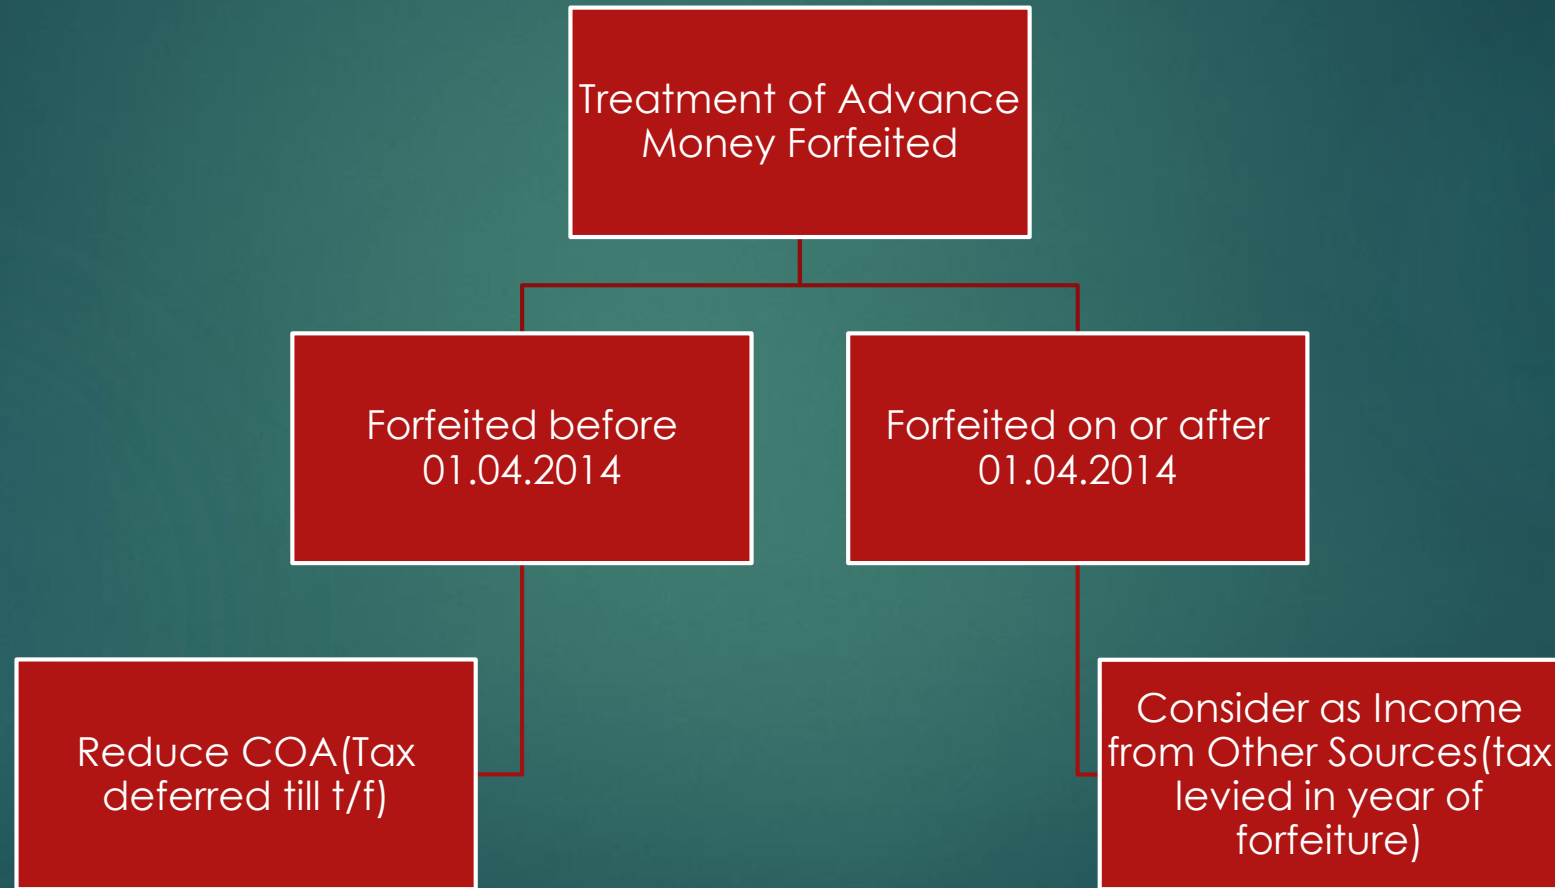 Treatment of Advance
Money Forfeited
Forfeited before
01.04.2014
Forfeited on or after
01.04.2014
Reduce COA(Tax
deferred till t/f)
Consider as Income
from Other Sources(tax
levied in year of
forfeiture)